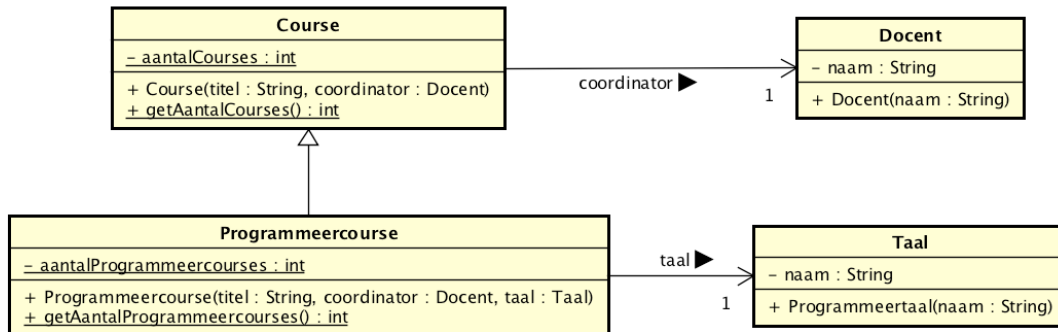 Course
– aantalCourses : int
+ Course(titel : String, coordinator : Docent)
+ getAantalCourses() : int
coordinator ▶
1
Docent
– naam : String
+ Docent(naam : String)
Programmeercourse
– aantalProgrammeercourses : int
+ Programmeercourse(titel : String, coordinator : Docent, taal : Taal)
+ getAantalProgrammeercourses() : int
taal ▶
1
Taal
– naam : String
+ Programmeertaal(naam : String)